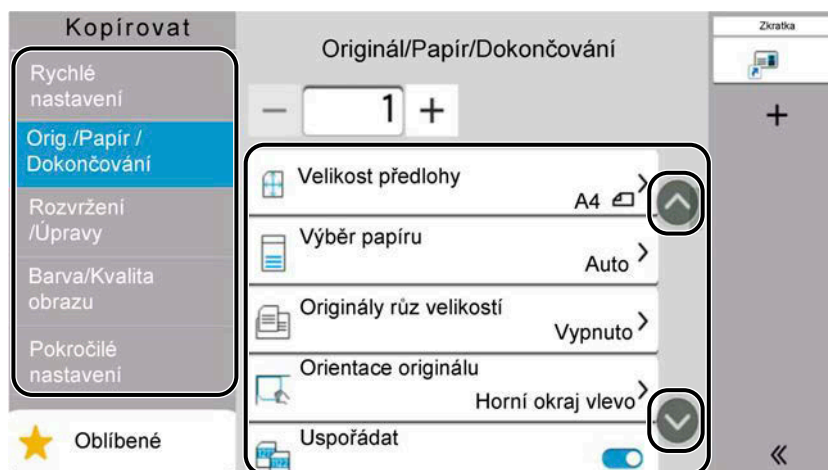 Kopírovat
Rychlé
nastavení
Orig./Papír /
Dokončování
Rozvržení
/Úpravy
Barva/Kvalita
obrazu
Pokročilé
nastavení
Oblíbené
Originál/Papír/Dokončování
− 1 +
Velikost předlohy
A4
Výběr papíru
Auto
Originály růz velikostí
Vypnuto
Orientace originálu
Horní okraj vlevo
Uspořádat
Zkratka
+
«